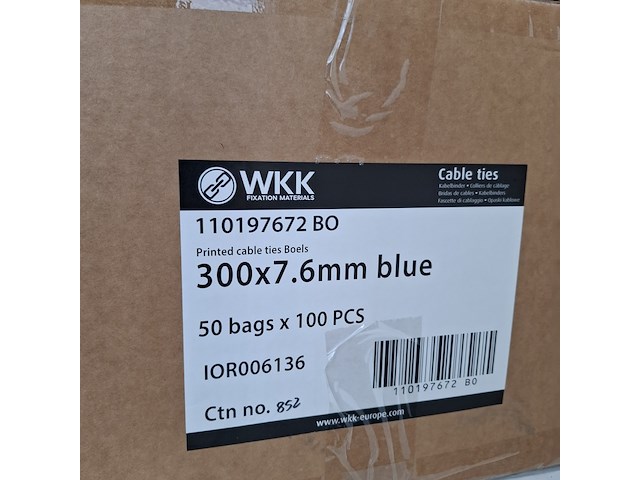 WKK
FIXATION MATERIALS
Cable ties
Kabelbinder • Colliers de câblage
Bridas de cables • Kabelbinders
Fascette di cablaggio • Opaski kablowe
110197672 BO
Printed cable ties Boels
300x7.6mm blue
50 bags x 100 PCS
IOR006136
110197672 BO
Ctn no. 852
www.wkk-europe.com